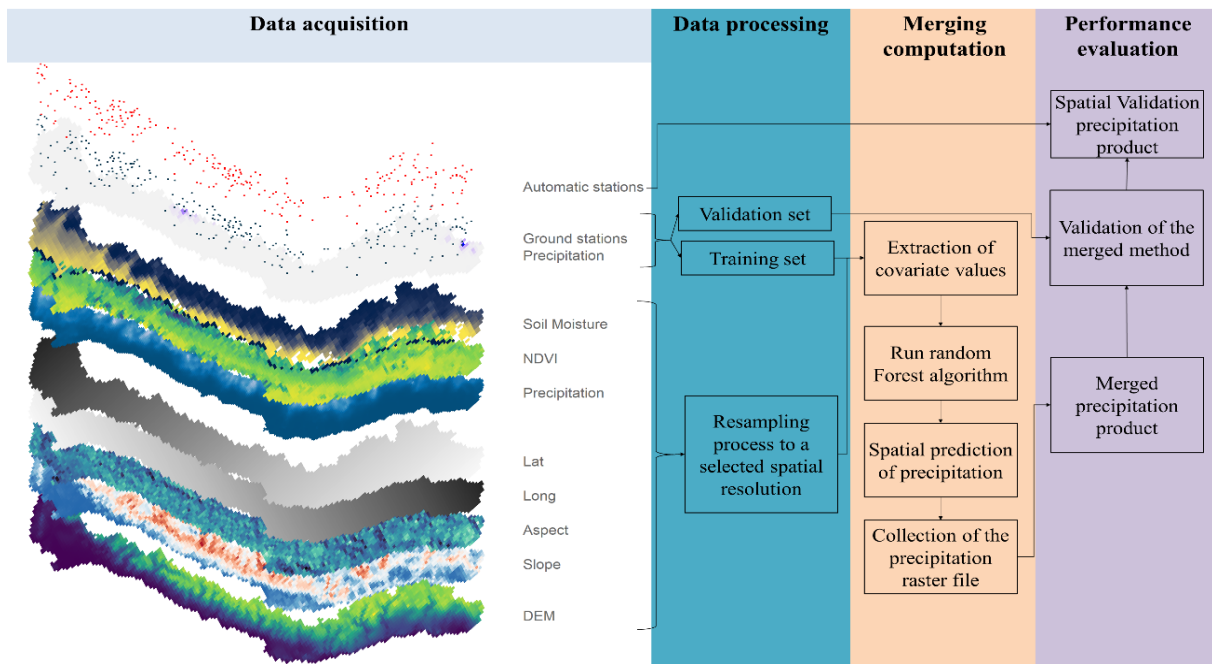 Data acquisition
Data processing
Merging
computation
Performance
evaluation
Automatic stations
Ground stations
Precipitation
Soil Moisture
NDVI
Precipitation
Lat
Long
Aspect
Slope
DEM
Validation set
Training set
Resampling
process to a
selected spatial
resolution
Extraction of
covariate values
Run random
Forest algorithm
Spatial prediction
of precipitation
Collection of the
precipitation
raster file
Spatial Validation
precipitation
product
Validation of the
merged method
Merged
precipitation
product